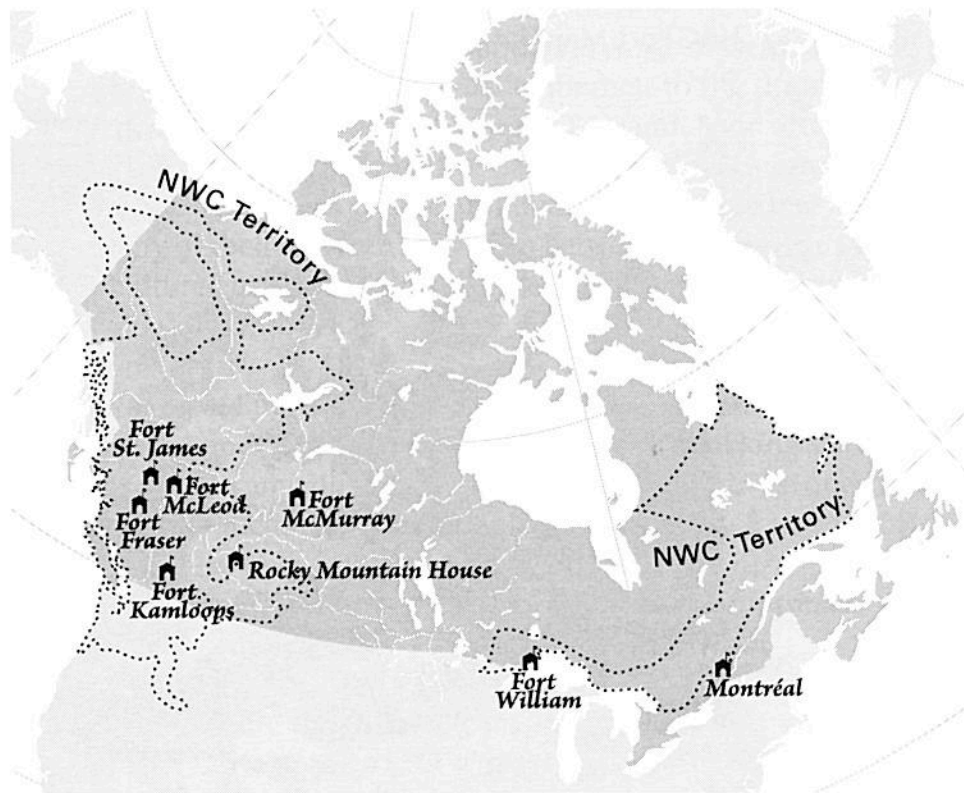 NWC Territory
Fort
St. James
Fort
McLeod
Fort
McMurray
Fort
Fraser
Rocky Mountain House
Fort
Kamloops
NWC Territory
Fort
William
Montréal